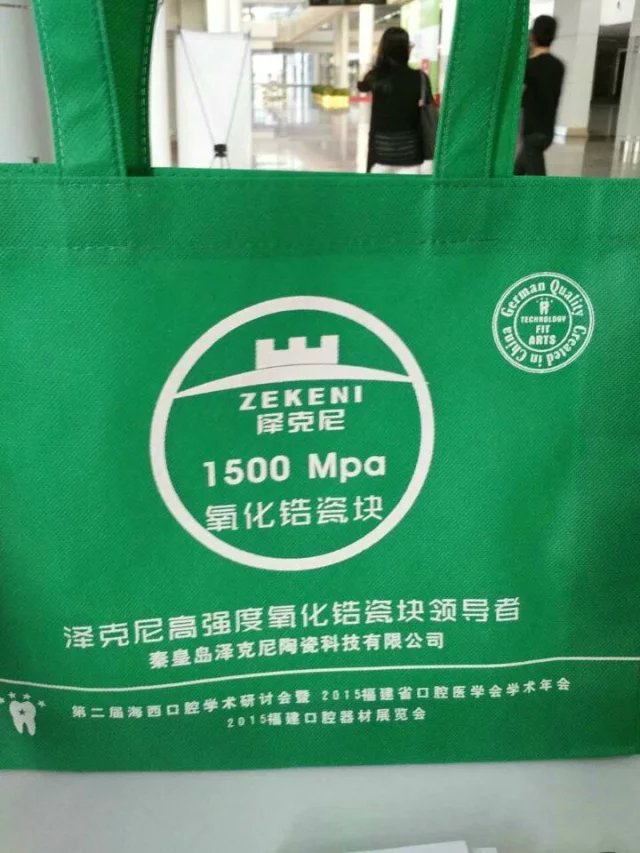 German Quality Created in China
TECHNOLOGY
FIT
ARTS
ZEKENI
泽克尼
1500 Mpa
氧化锆瓷块
泽克尼高强度氧化锆瓷块领导者
秦皇岛泽克尼陶瓷科技有限公司
第二届海西口腔学术研讨会暨 2015福建省口腔医学会学术年会
2015福建口腔器材展览会